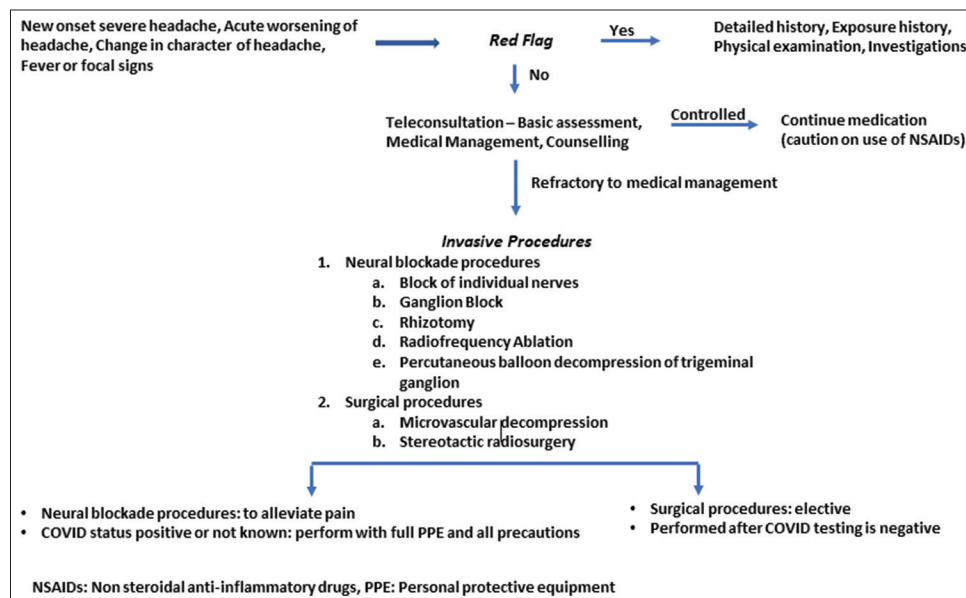 New onset severe headache, Acute worsening of
headache, Change in character of headache,
Fever or focal signs
Red Flag
Yes
Detailed history, Exposure history,
Physical examination, Investigations
No
Teleconsultation – Basic assessment,
Medical Management, Counselling
Controlled
Continue medication
(caution on use of NSAIDs)
Refractory to medical management
Invasive Procedures
1. Neural blockade procedures
a. Block of individual nerves
b. Ganglion Block
c. Rhizotomy
d. Radiofrequency Ablation
e. Percutaneous balloon decompression of trigeminal
ganglion
2. Surgical procedures
a. Microvascular decompression
b. Stereotactic radiosurgery
• Neural blockade procedures: to alleviate pain
• COVID status positive or not known: perform with full PPE and all precautions
• Surgical procedures: elective
• Performed after COVID testing is negative
NSAIDs: Non steroidal anti-inflammatory drugs, PPE: Personal protective equipment